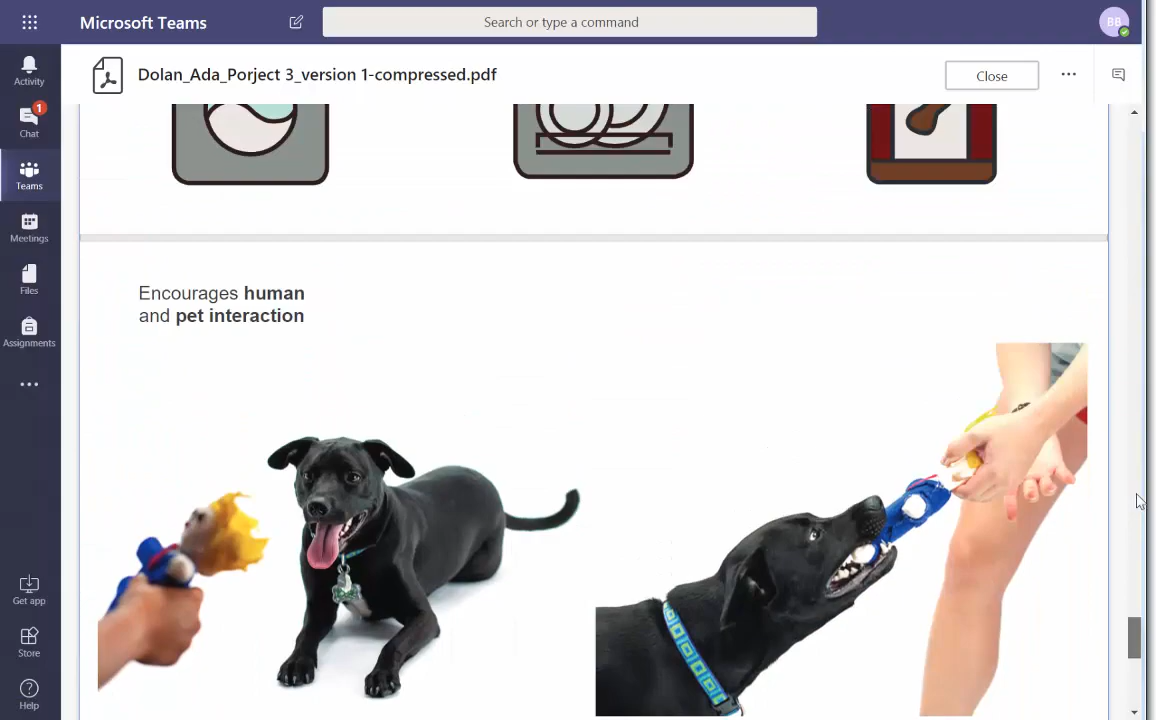 Microsoft Teams
Search or type a command
BB
Activity
Dolan_Ada_Porject 3_version 1-compressed.pdf
Close
1
Chat
Teams
Meetings
Files
Assignments
Encourages human
and pet interaction
Get app
Store
Help